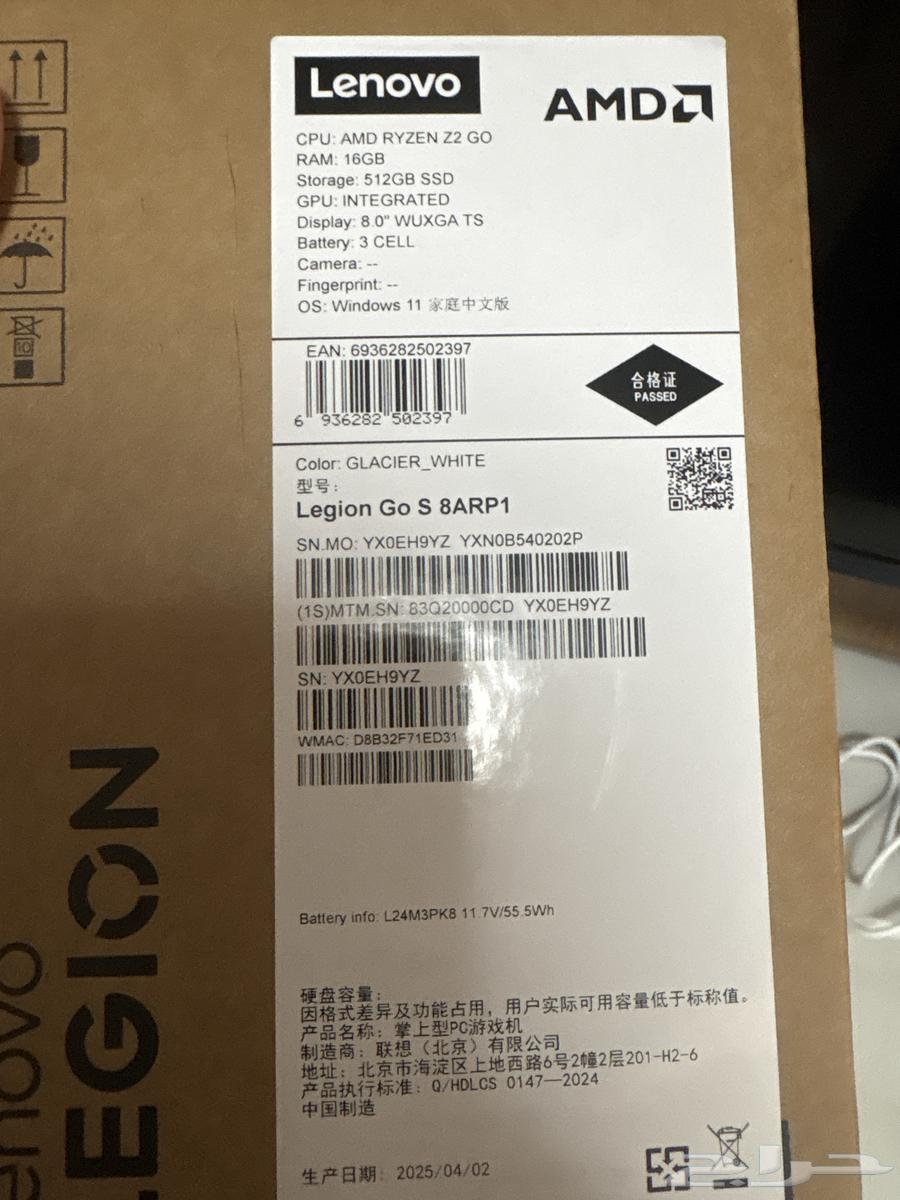 Lenovo
AMD
CPU: AMD RYZEN Z2 GO
RAM: 16GB
Storage: 512GB SSD
GPU: INTEGRATED
Display: 8.0" WUXGA TS
Battery: 3 CELL
Camera: --
Fingerprint: --
OS: Windows 11 家庭中文版
EAN: 6936282502397
6 936282 502397
合格证
PASSED
Color: GLACIER_WHITE
型号：
Legion Go S 8ARP1
SN.MO: YX0EH9YZ YXN0B540202P
(1S)MTM.SN: 83Q20000CD YX0EH9YZ
SN: YX0EH9YZ
WMAC: D8B32F71ED31
Battery info: L24M3PK8 11.7V/55.5Wh
硬盘容量：
因格式差异及功能占用，用户实际可用容量低于标称值。
产品名称：掌上型PC游戏机
制造商：联想（北京）有限公司
地址：北京市海淀区上地西路6号2幢2层201-H2-6
产品执行标准：Q/HDLCS 0147—2024
中国制造
生产日期：2025/04/02
10
enovo
LEGION
حراج